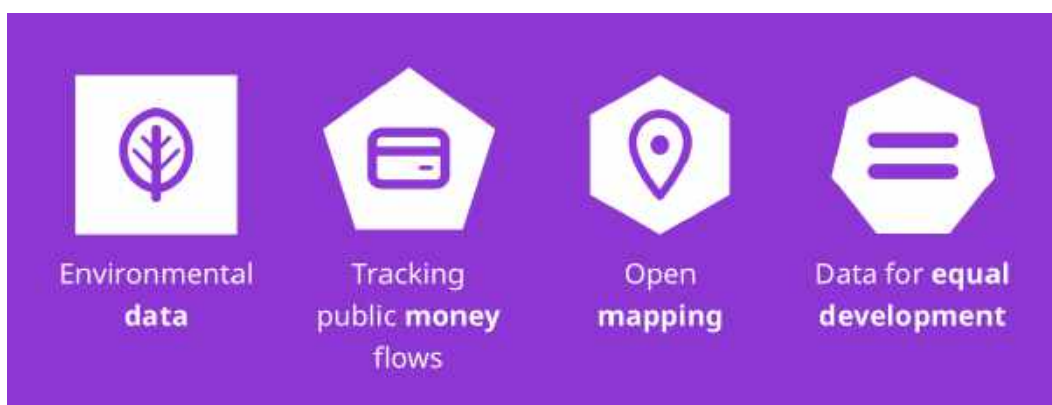 Environmental
data
Tracking
public money
flows
Open
mapping
Data for equal
development